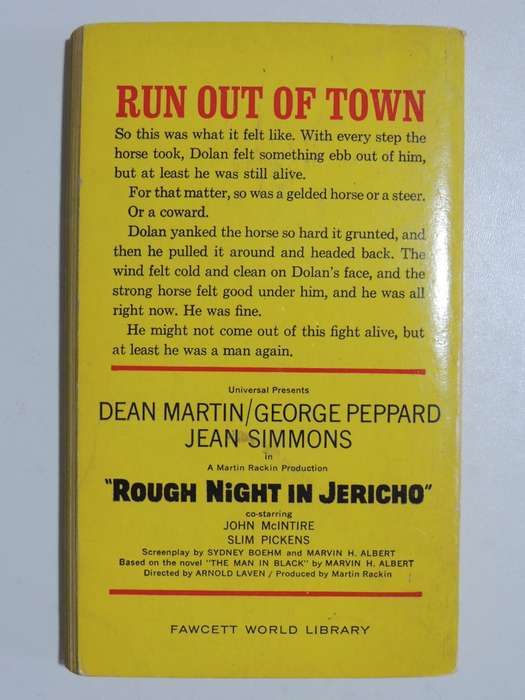 RUN OUT OF TOWN
So this was what it felt like. With every step the
horse took, Dolan felt something ebb out of him,
but at least he was still alive.
For that matter, so was a gelded horse or a steer.
Or a coward.
Dolan yanked the horse so hard it grunted, and
then he pulled it around and headed back. The
wind felt cold and clean on Dolan's face, and the
strong horse felt good under him, and he was all
right now. He was fine.
He might not come out of this fight alive, but
at least he was a man again.
Universal Presents
DEAN MARTIN/GEORGE PEPPARD
JEAN SIMMONS
in
A Martin Rackin Production
"ROUGH NiGHT IN JERICHO"
co-starring
JOHN McINTIRE
SLIM PICKENS
Screenplay by SYDNEY BOEHM and MARVIN H. ALBERT
Based on the novel "THE MAN IN BLACK" by MARVIN H. ALBERT
Directed by ARNOLD LAVEN / Produced by Martin Rackin
FAWCETT WORLD LIBRARY